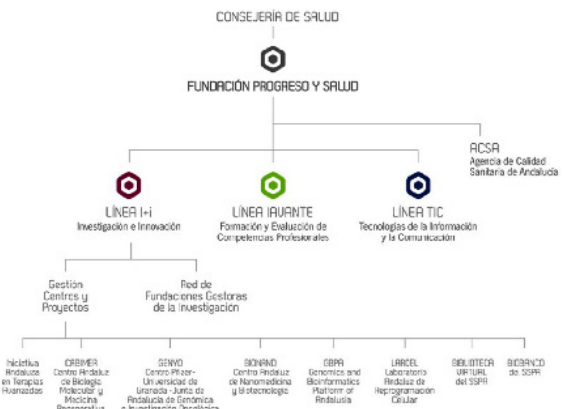 CONSEJERÍA DE SALUD
FUNDACIÓN PROGRESO Y SALUD
ACSA
Agencia de Calidad
Sanitaria de Andalucía
LÍNEA I+i
Investigación e Innovación
LÍNEA IAVANTE
Formación y Evaluación de
Competencias Profesionales
LÍNEA TIC
Tecnologías de la Información
y la Comunicación
Gestión
Centros y
Proyectos
Red de
Fundaciones Gestoras
de la Investigación
Iniciativa
Andaluza
en Terapias
Avanzadas
CABIMER
Centro Andaluz
de Biología
Molecular y
Medicina
Regenerativa
GENYO
Centro Pfizer-
Universidad de
Granada -Junta de
Andalucía de Genómica
e Investigación Oncológica
BIONAND
Centro Andaluz
de Nanomedicina
y Biotecnología
GBPA
Genomics and
Bioinformatics
Platform of
Andalusia
LARCEL
Laboratorio
Andaluz de
Reprogramación
Celular
BIBLIOTECA
VIRTUAL
del SSPA
BIOBANCO
del SSPA